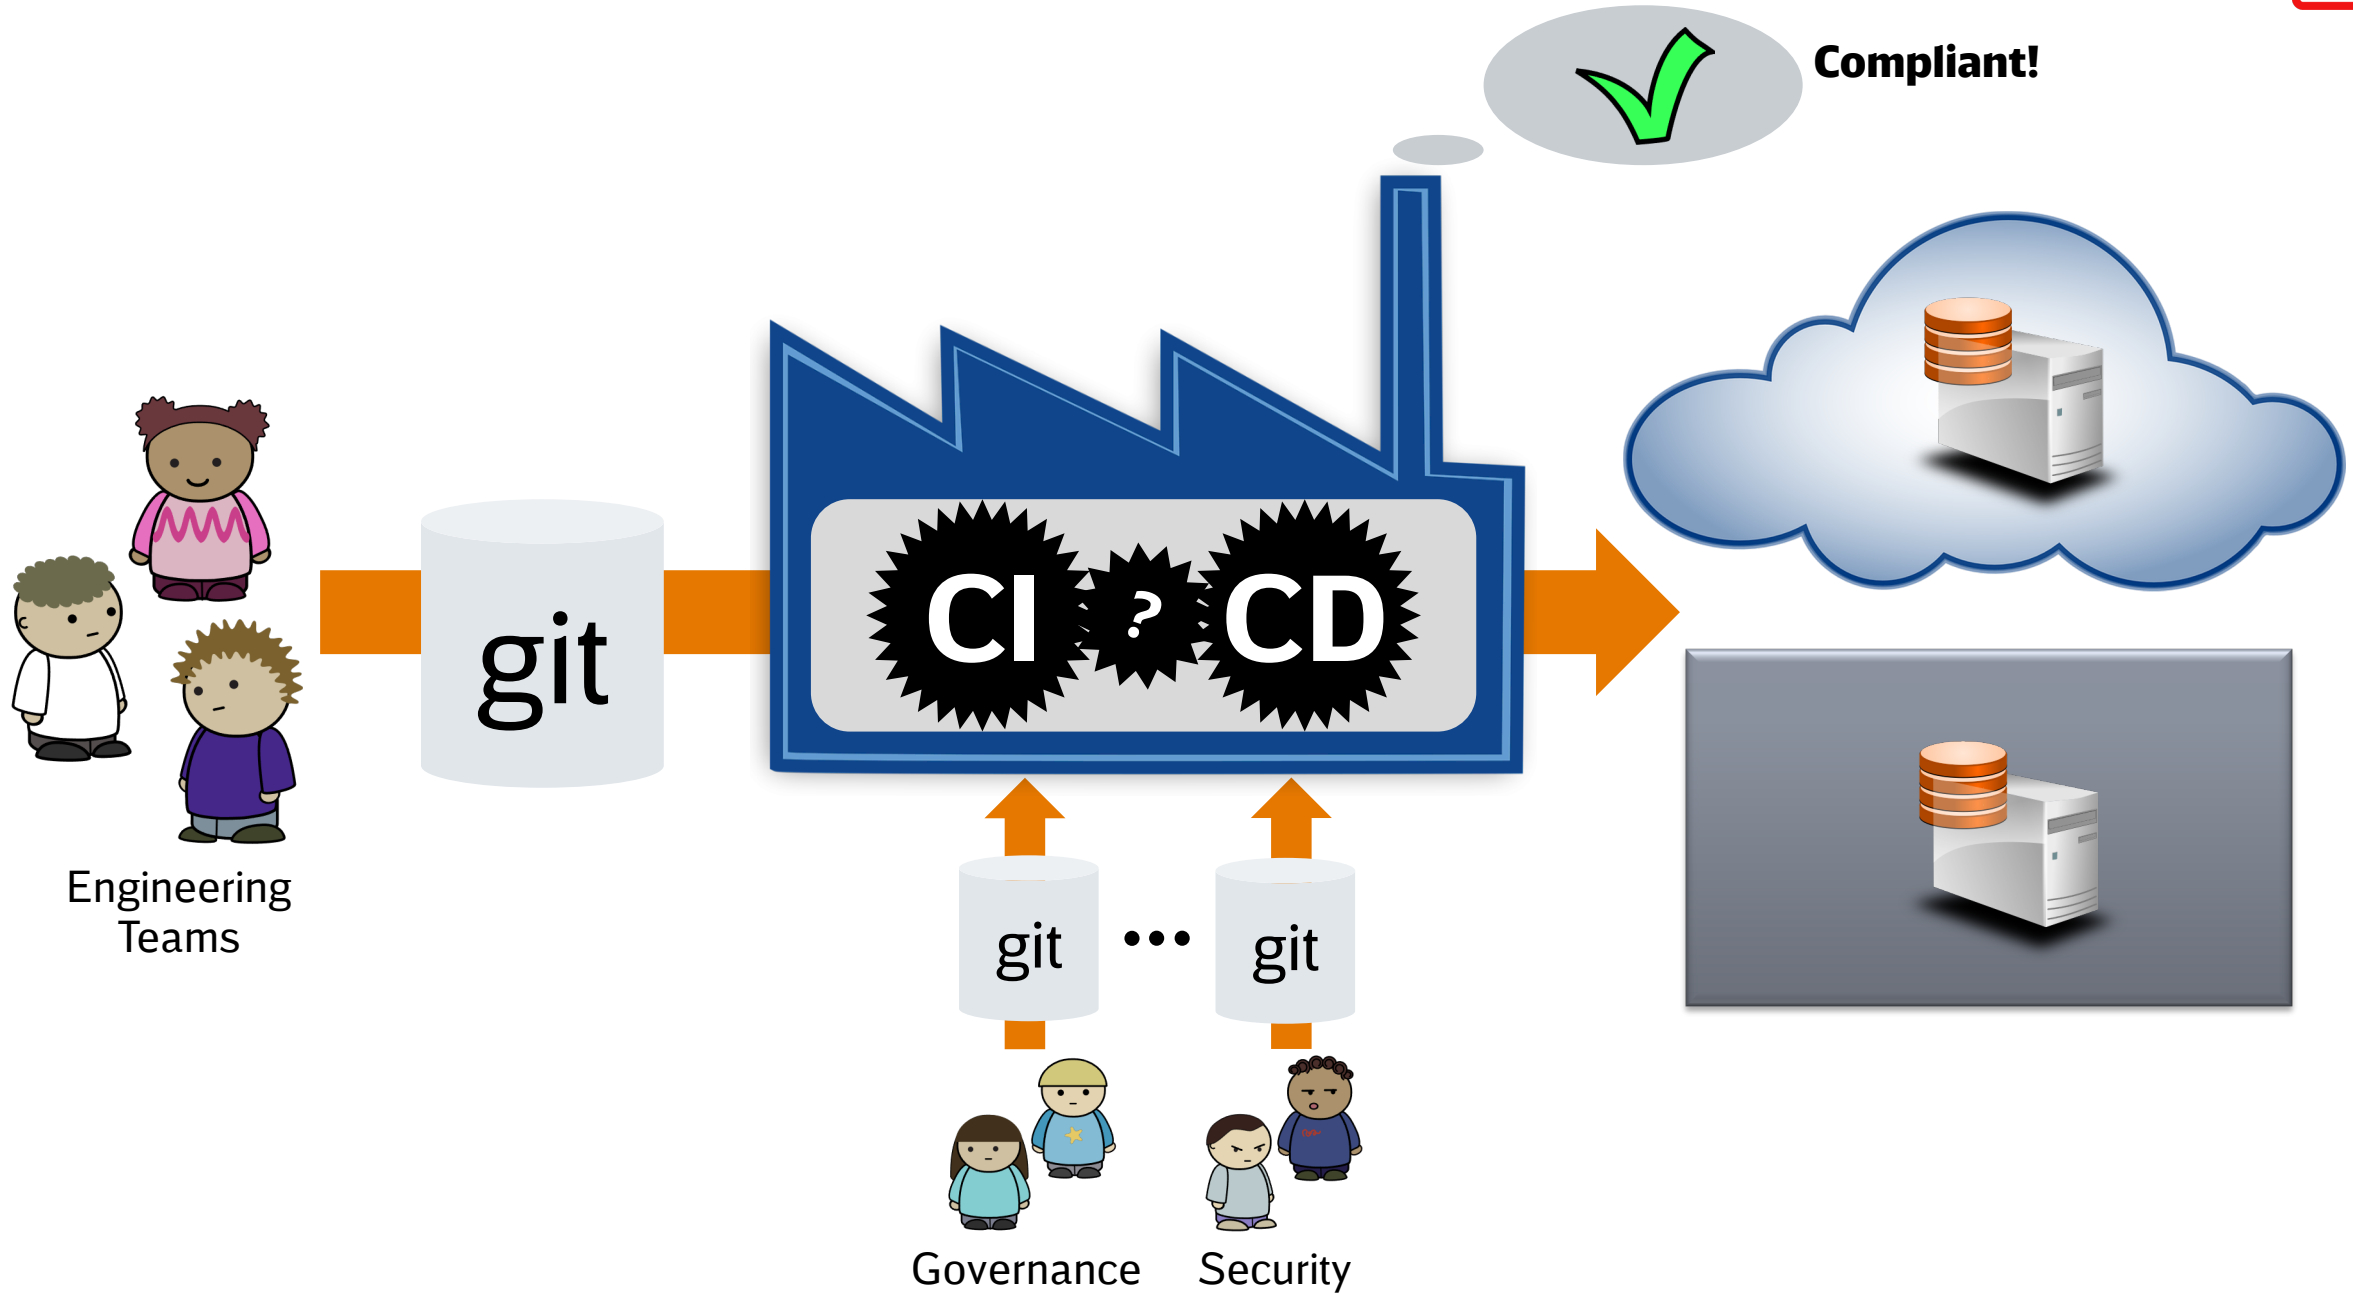 Compliant!
CI ? CD
git
Engineering
Teams
git ... git
Governance
Security